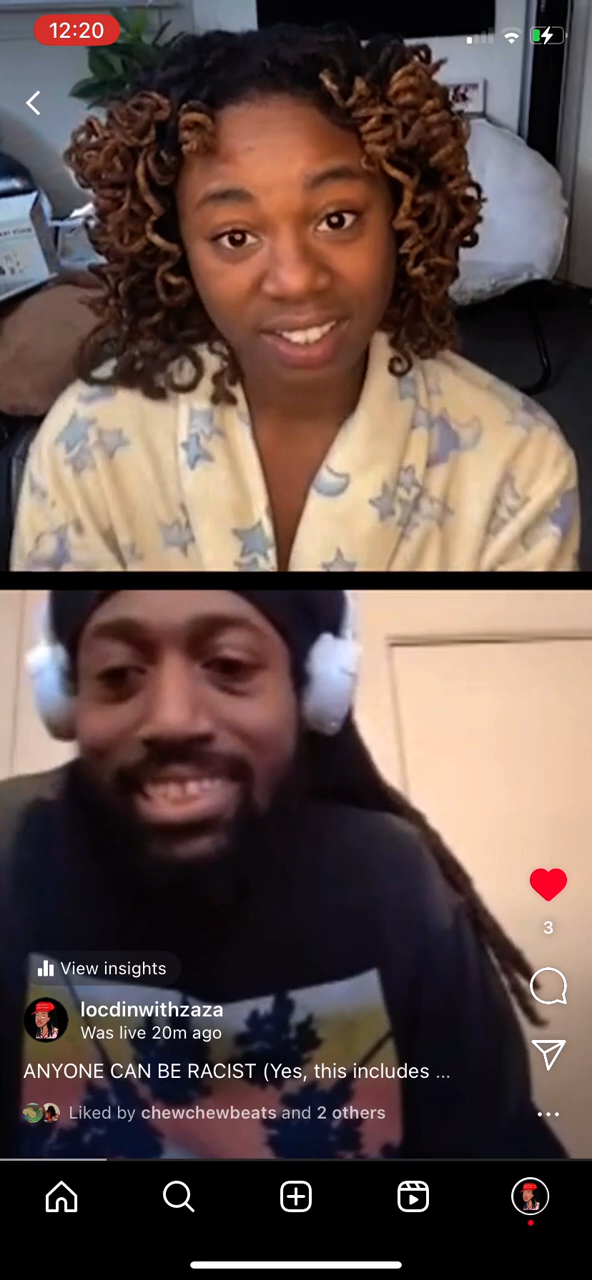 12:20
View insights
locdinwithzaza
Was live 20m ago
ANYONE CAN BE RACIST (Yes, this includes ...
Liked by chewchewbeats and 2 others
3